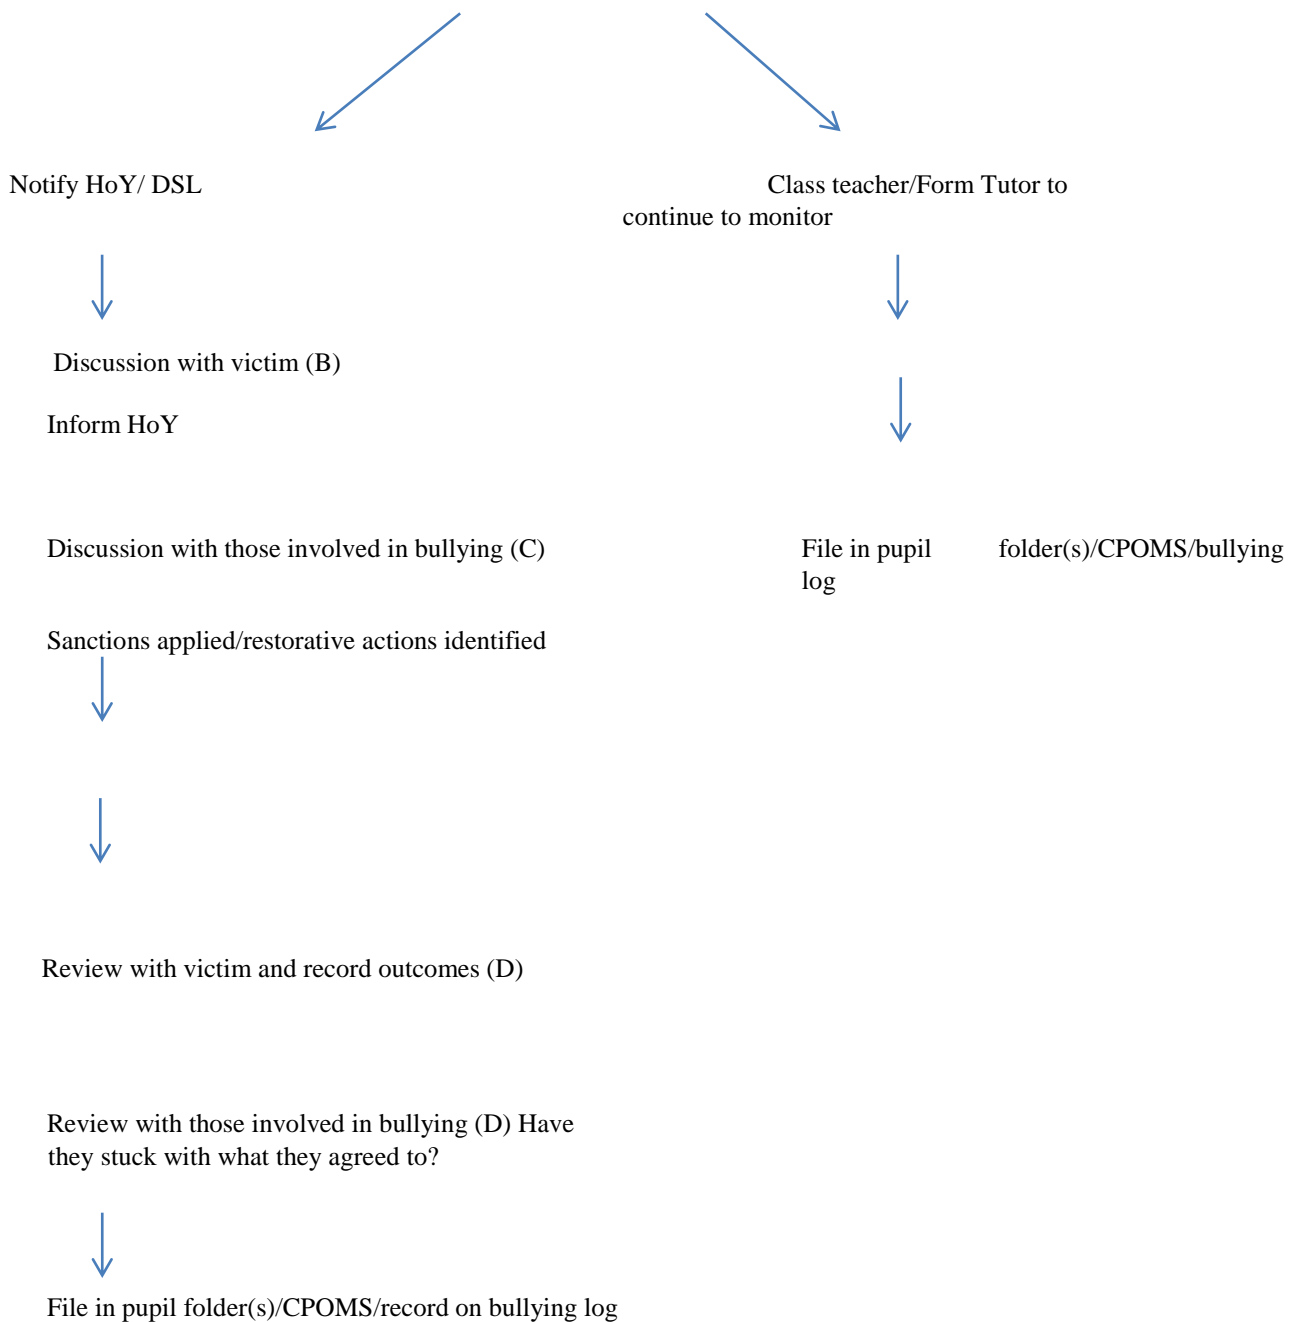 Notify HoY/ DSL
Class teacher/Form Tutor to
continue to monitor
Discussion with victim (B)
Inform HoY
Discussion with those involved in bullying (C)
File in pupil folder(s)/CPOMS/bullying
log
Sanctions applied/restorative actions identified
Review with victim and record outcomes (D)
Review with those involved in bullying (D) Have
they stuck with what they agreed to?
File in pupil folder(s)/CPOMS/record on bullying log